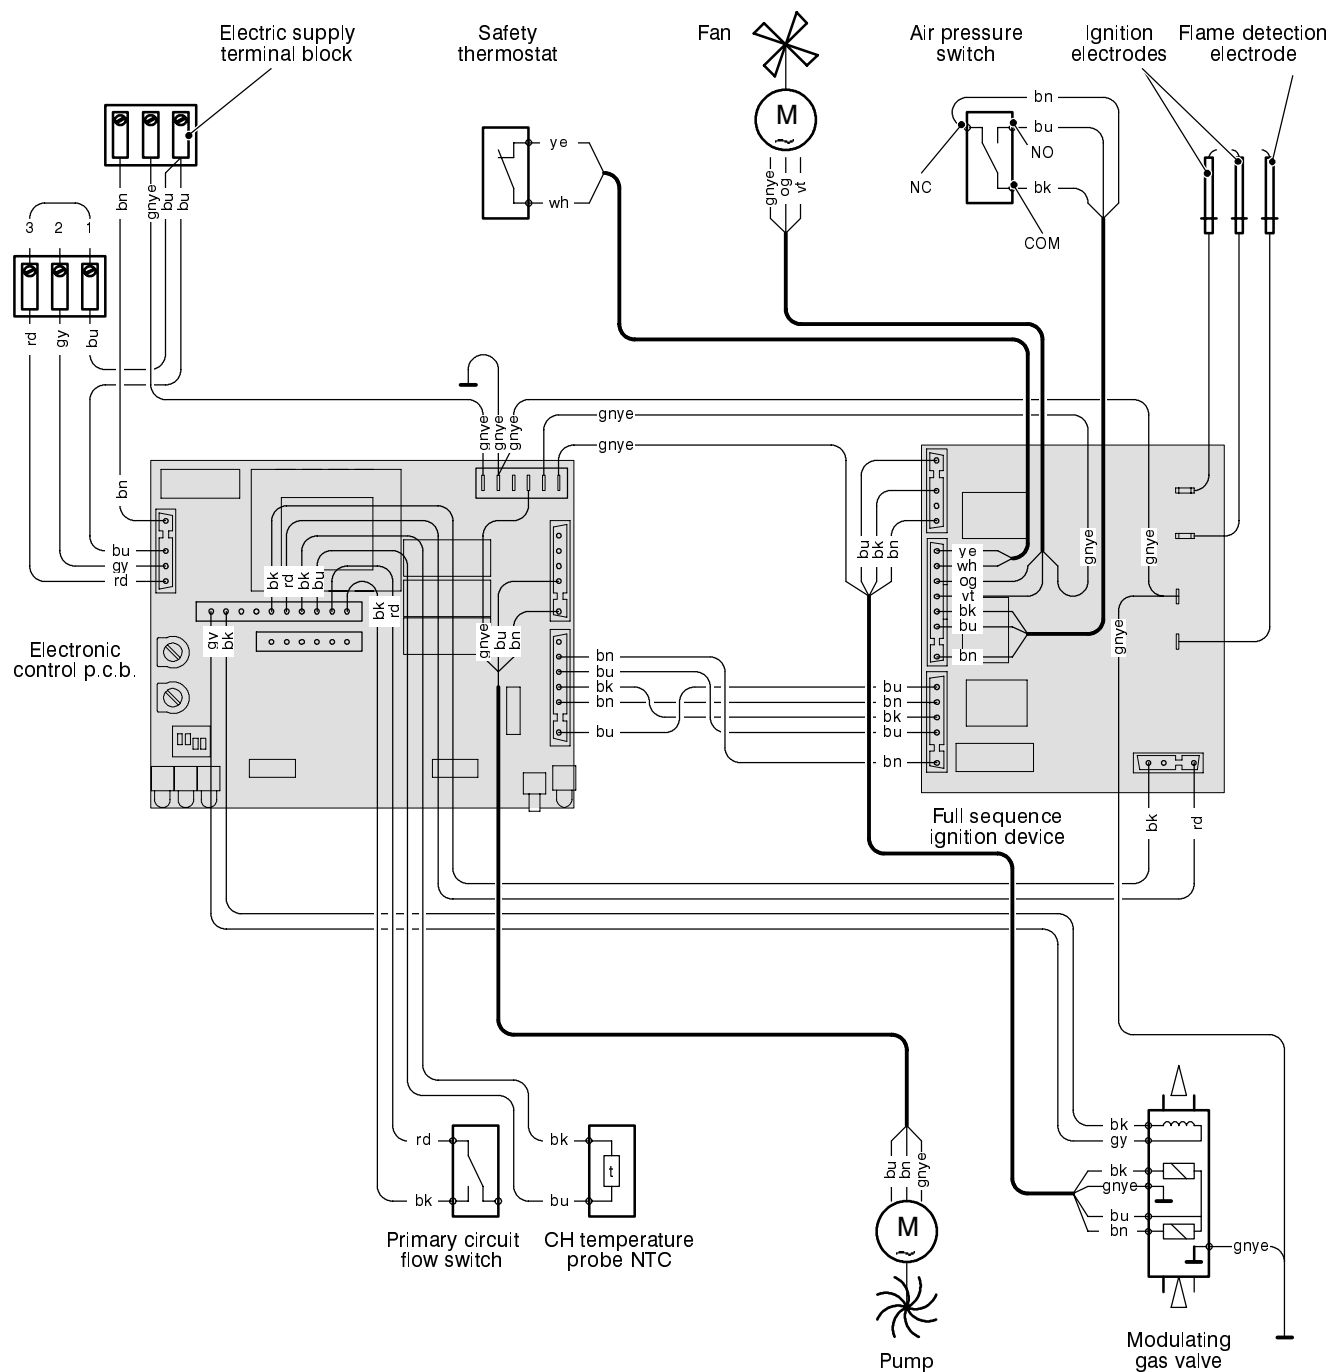 Electric supply
terminal block
Safety
thermostat
Fan
Air pressure
switch
Ignition
electrodes
Flame detection
electrode
M
bn
bu
NO
NC
bk
COM
ye
wh
gnye
og
vt
bn
gnye
bu
bu
3 2 1
rd
gy
bu
gnye
gnye
gnye
gnye
gnye
bn
bu
gy
rd
bk
rd
bk
bu
bk
rd
gy
bk
gnye
bu
bn
bu
bk
bn
ye
wh
og
vt
bk
bu
bn
gnye
gnye
gnye
Electronic
control p.c.b.
bn
bu
bk
bn
bu
bu
bn
bk
bu
bn
Full sequence
ignition device
bk
rd
rd
bk
bk
bu
t
Primary circuit
flow switch
CH temperature
probe NTC
bu
bn
gnye
M
Pump
bk
gy
bk
gnye
bu
bn
gnye
Modulating
gas valve